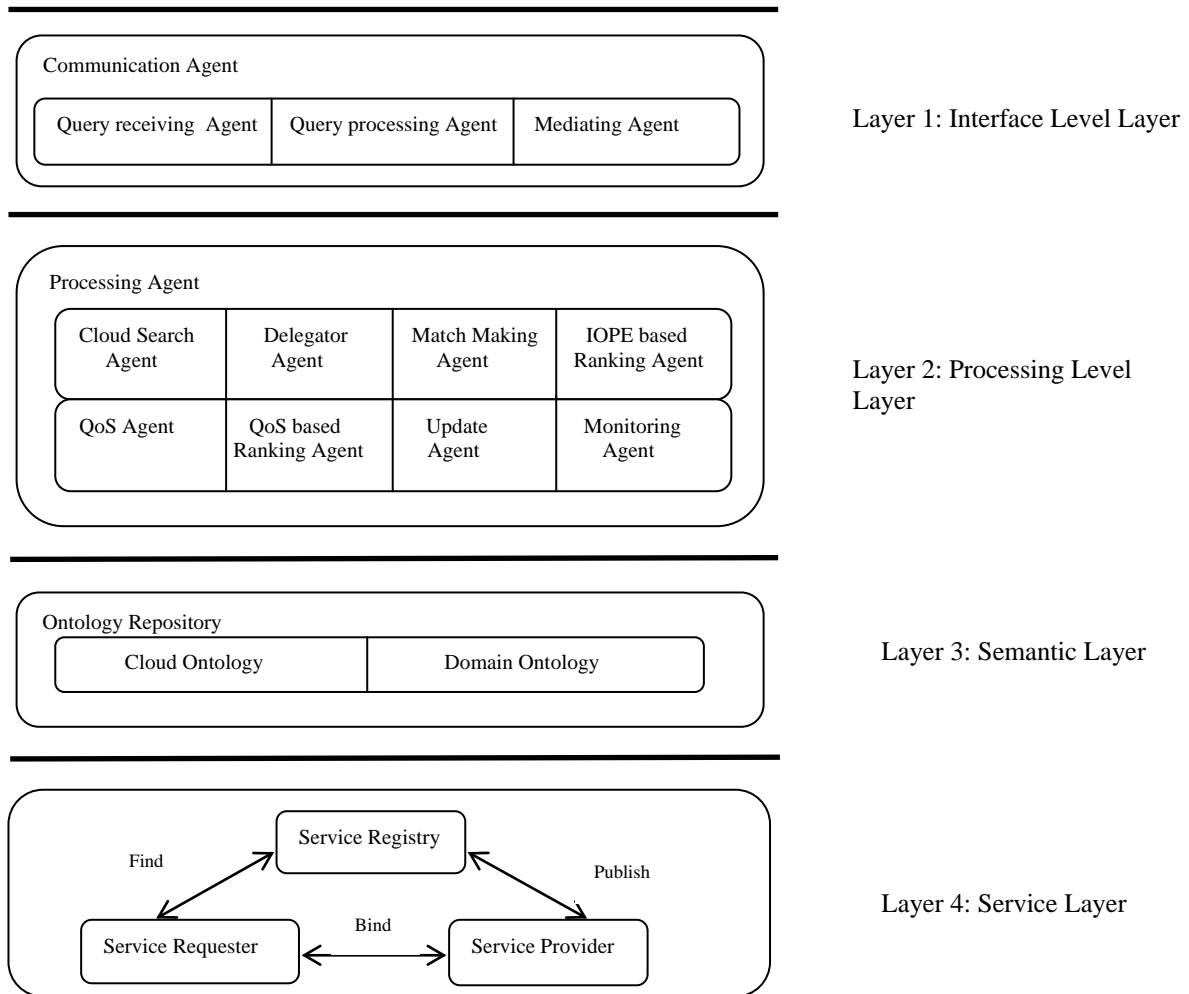 Communication Agent
Query receiving Agent
Query processing Agent
Mediating Agent
Layer 1: Interface Level Layer
Processing Agent
Cloud Search
Agent
Delegator
Agent
Match Making
Agent
IOPE based
Ranking Agent
QoS Agent
QoS based
Ranking Agent
Update
Agent
Monitoring
Agent
Layer 2: Processing Level
Layer
Ontology Repository
Cloud Ontology
Domain Ontology
Layer 3: Semantic Layer
Service Registry
Find
Publish
Bind
Service Requester
Service Provider
Layer 4: Service Layer